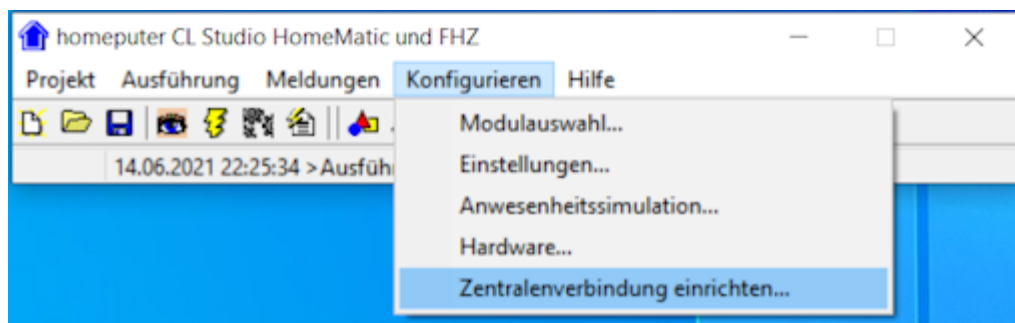 homeputer CL Studio HomeMatic und FHZ
Projekt Ausführung Meldungen Konfigurieren Hilfe
Modulauswahl...
14.06.2021 22:25:34 >
Einstellungen...
Anwesenheitssimulation...
Hardware...
Zentralenverbindung einrichten...